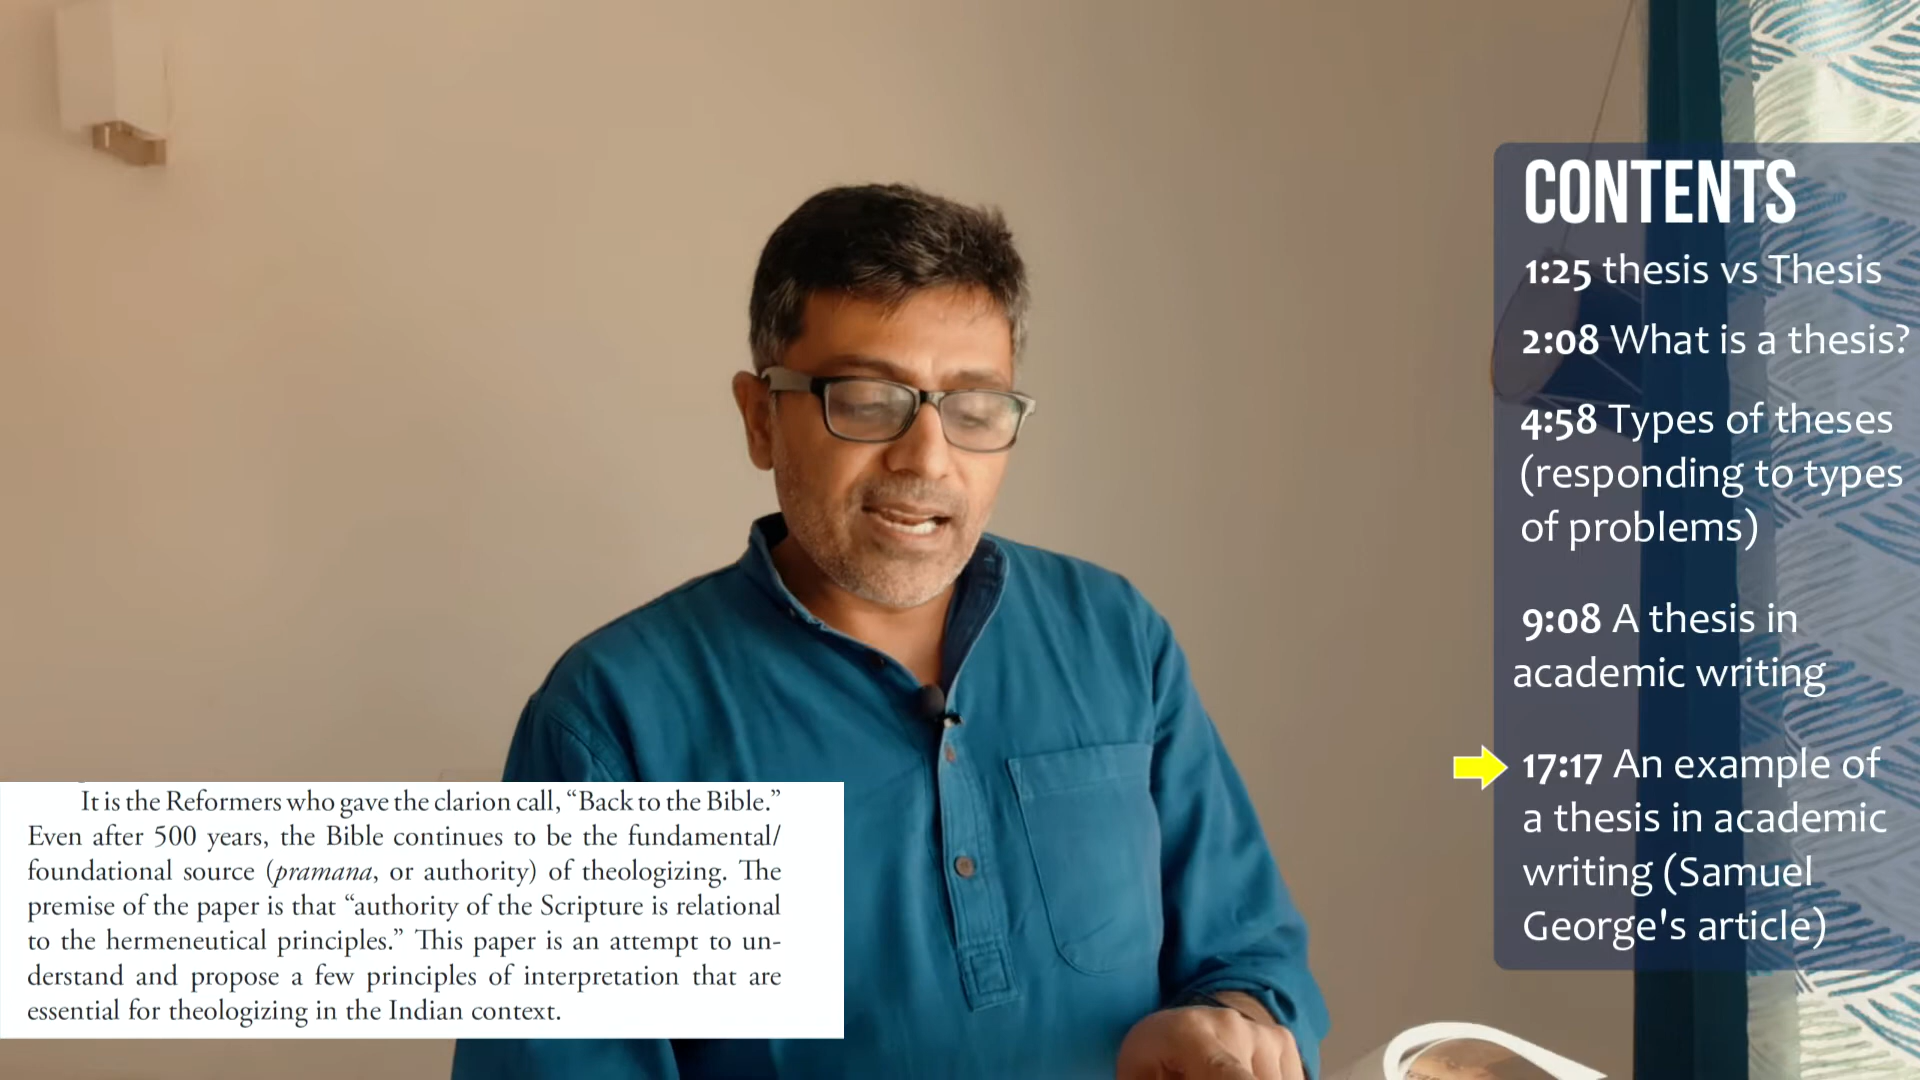 It is the Reformers who gave the clarion call, “Back to the Bible.”
Even after 500 years, the Bible continues to be the fundamental/
foundational source (pramana, or authority) of theologizing. The
premise of the paper is that “authority of the Scripture is relational
to the hermeneutical principles.” This paper is an attempt to un-
derstand and propose a few principles of interpretation that are
essential for theologizing in the Indian context.
CONTENTS
1:25 thesis vs Thesis
2:08 What is a thesis?
4:58 Types of theses
(responding to types
of problems)
9:08 A thesis in
academic writing
17:17 An example of
a thesis in academic
writing (Samuel
George's article)